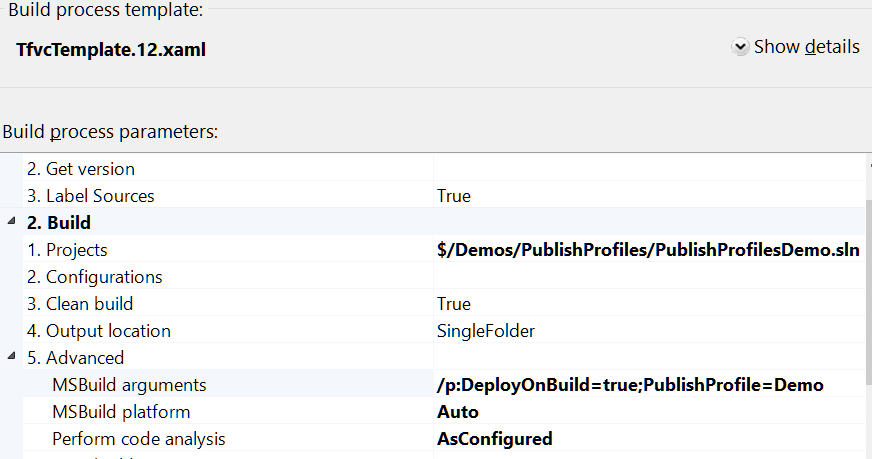 Build process template:
TfvcTemplate.12.xaml
Show details
Build process parameters:
2. Get version
3. Label Sources True
2. Build
1. Projects $/Demos/PublishProfiles/PublishProfilesDemo.sln
2. Configurations
3. Clean build True
4. Output location SingleFolder
5. Advanced
MSBuild arguments /p:DeployOnBuild=true;PublishProfile=Demo
MSBuild platform Auto
Perform code analysis AsConfigured